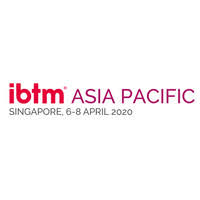 ibtm® ASIA PACIFIC
SINGAPORE, 6-8 APRIL 2020